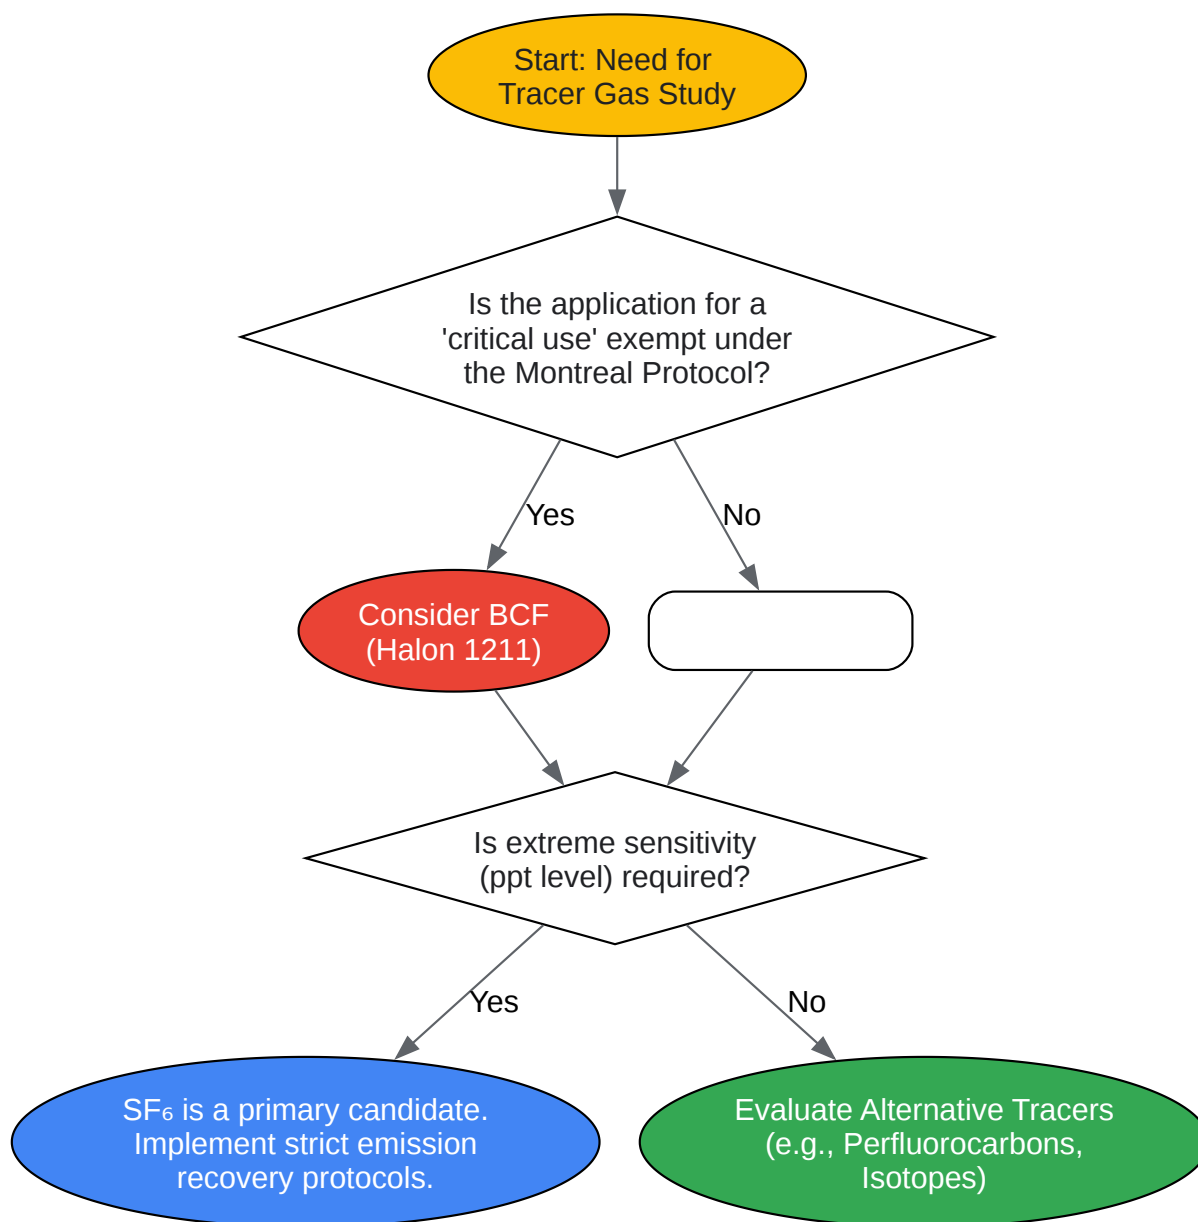 Start: Need for
Tracer Gas Study
Is the application for a
'critical use' exempt under
the Montreal Protocol?
Yes
No
Consider BCF
(Halon 1211)
Is extreme sensitivity
(ppt level) required?
Yes
No
SF₆ is a primary candidate.
Implement strict emission
recovery protocols.
Evaluate Alternative Tracers
(e.g., Perfluorocarbons,
Isotopes)